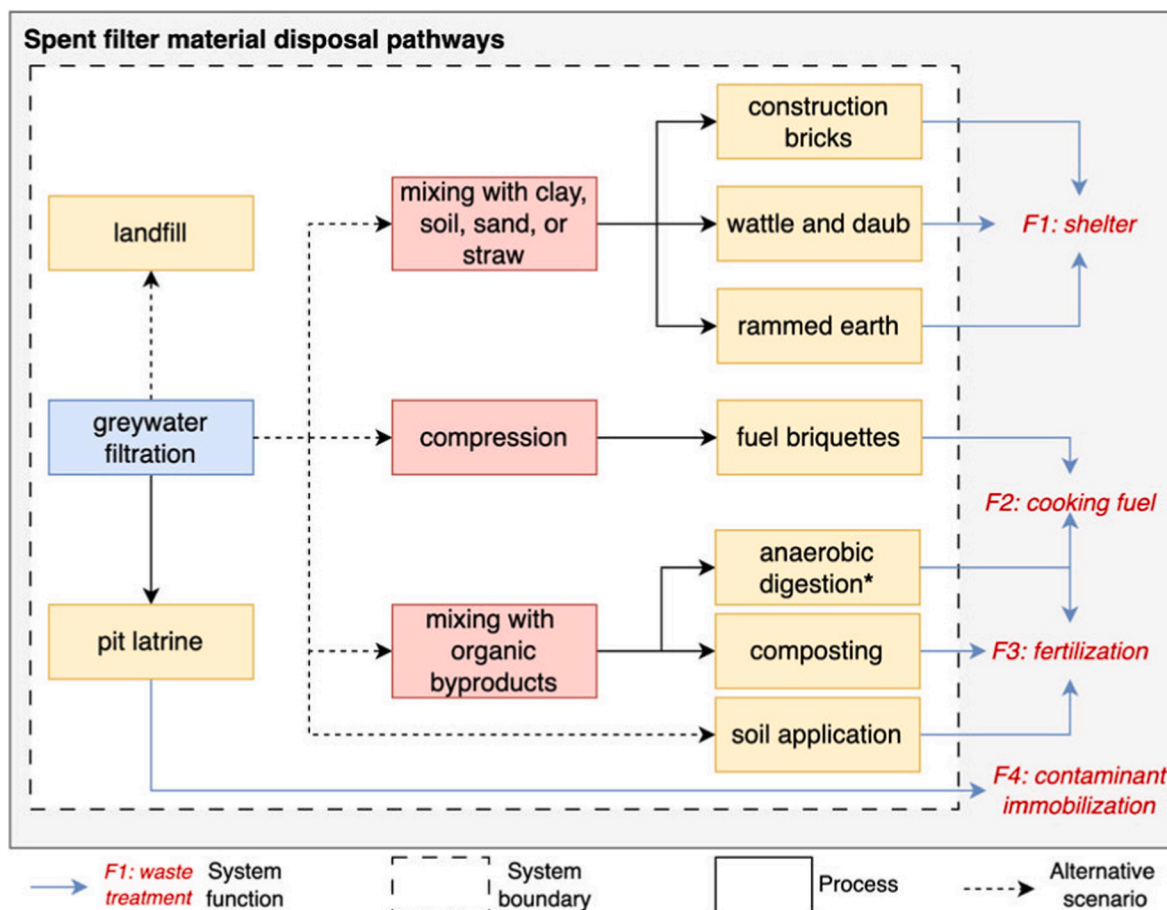 Spent filter material disposal pathways
construction
bricks
mixing with clay,
soil, sand, or
straw
landfill
wattle and daub
F1: shelter
rammed earth
greywater
filtration
compression
fuel briquettes
F2: cooking fuel
anaerobic
digestion*
pit latrine
mixing with
organic
byproducts
composting
F3: fertilization
soil application
F4: contaminant
immobilization
F1: waste
treatment
System
function
System
boundary
Process
Alternative
scenario